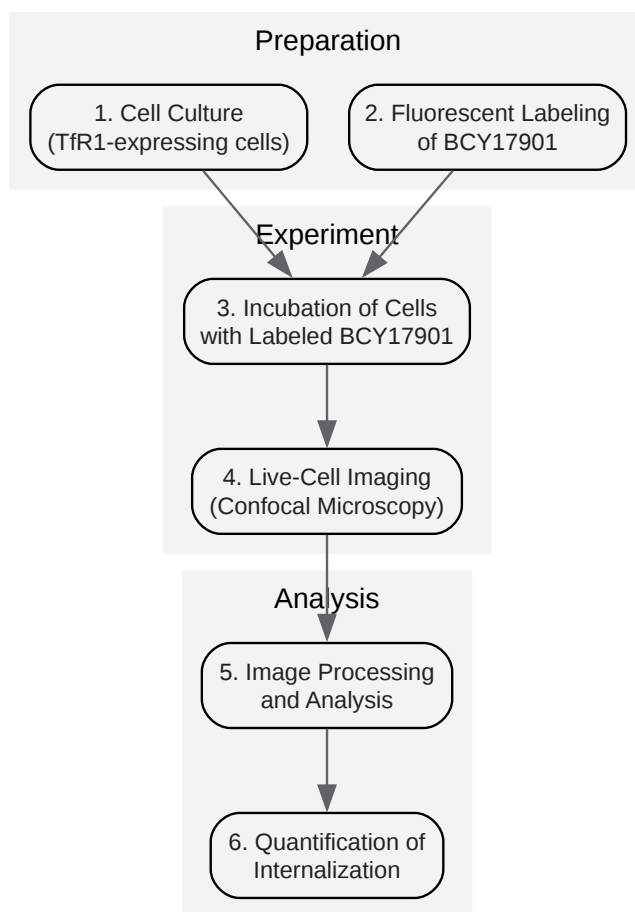 Preparation
1. Cell Culture
(TfR1-expressing cells)
2. Fluorescent Labeling
of BCY17901
Experiment
3. Incubation of Cells
with Labeled BCY17901
4. Live-Cell Imaging
(Confocal Microscopy)
Analysis
5. Image Processing
and Analysis
6. Quantification of
Internalization